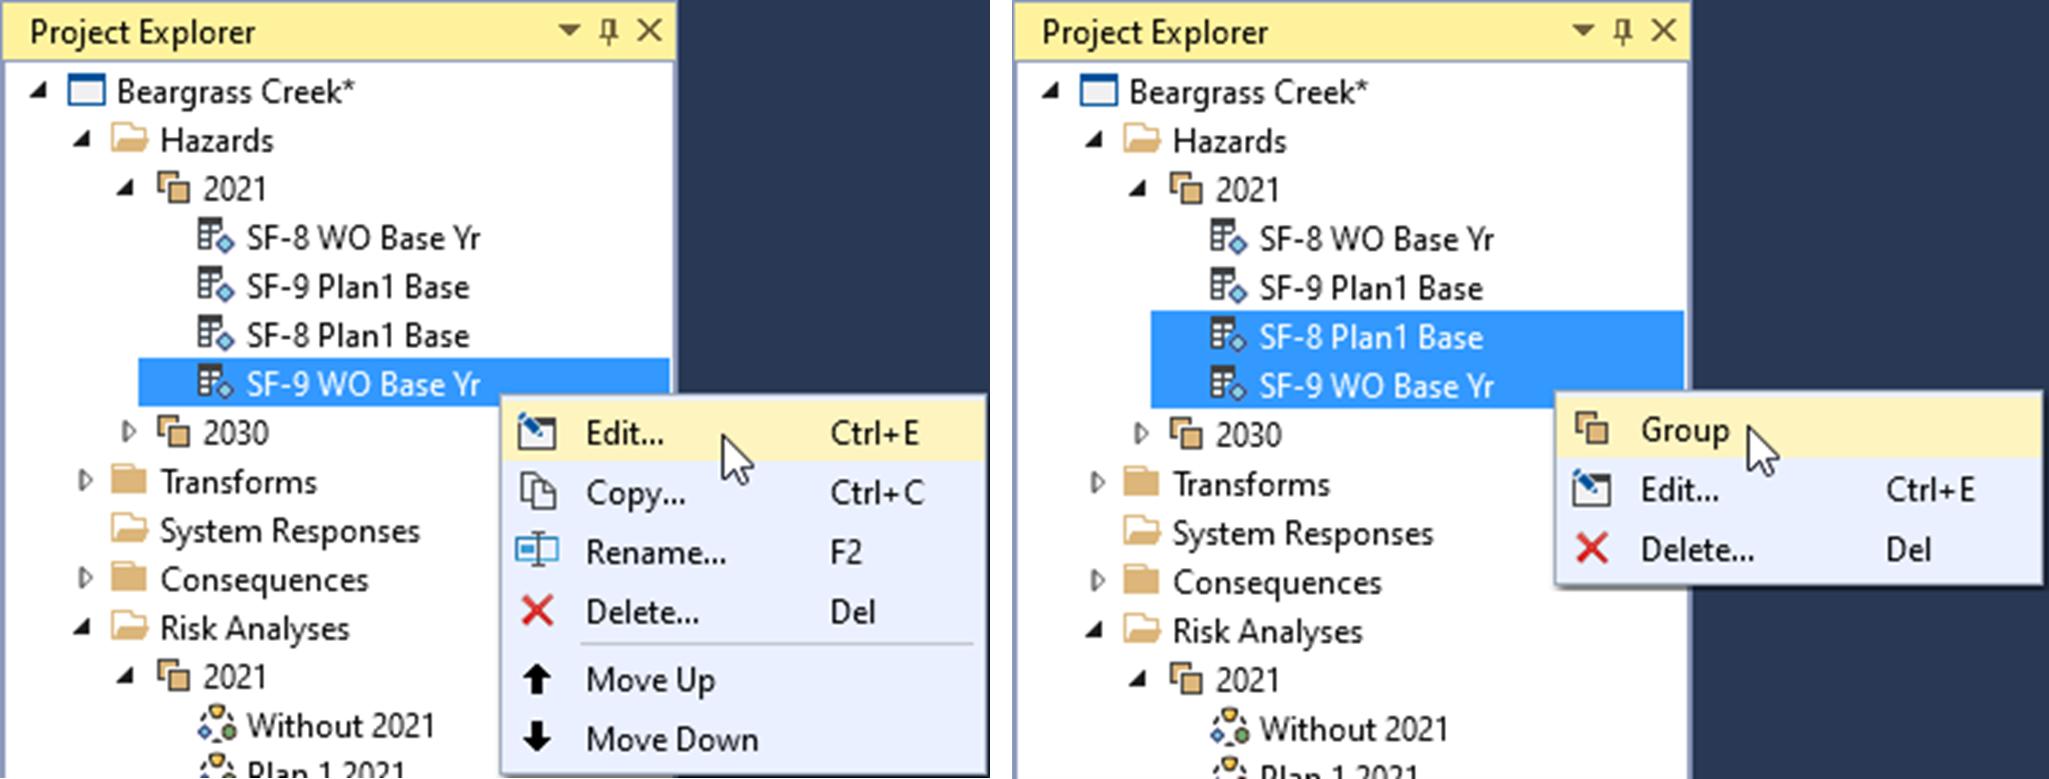 Project Explorer
Beargrass Creek*
Hazards
2021
SF-8 WO Base Yr
SF-9 Plan1 Base
SF-8 Plan1 Base
SF-9 WO Base Yr
2030
Transforms
System Responses
Consequences
Risk Analyses
2021
Without 2021
Plan 1 2021
Edit... Ctrl+E
Copy... Ctrl+C
Rename... F2
Delete... Del
Move Up
Move Down
Project Explorer
Beargrass Creek*
Hazards
2021
SF-8 WO Base Yr
SF-9 Plan1 Base
SF-8 Plan1 Base
SF-9 WO Base Yr
2030
Transforms
System Responses
Consequences
Risk Analyses
2021
Without 2021
Plan 1 2021
Group
Edit... Ctrl+E
Delete... Del